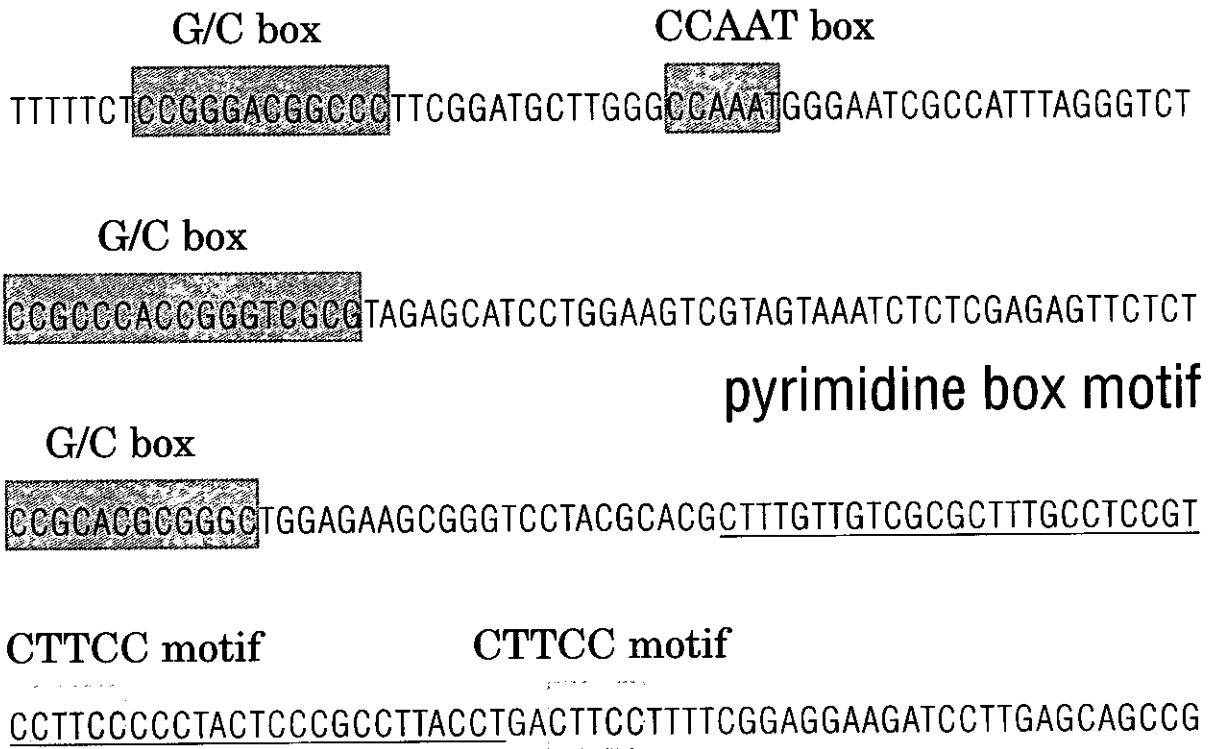 G/C box CCAAT box
TTTTTCTCCGGGACGGCCCTTCGGATGCTTGGGCCAAATGGGAATCGCCATTTAGGGTCT
G/C box
CCGCCCACCGGGTCGCGTAGAGCATCCTGGAAGTCGTAGTAAATCTCTCGAGAGTTCTCT
pyrimidine box motif
G/C box
CCGCACGCGGGCTGGAGAAGCGGGTCCTACGCACGCTTTGTTGTCGCGCTTTGCCTCCGT
CTTCC motif CTTCC motif
CCTTCCCCCTACTCCCGCCTTACCTGACTTCCTTTTCGGAGGAAGATCCTTGAGCAGCCG